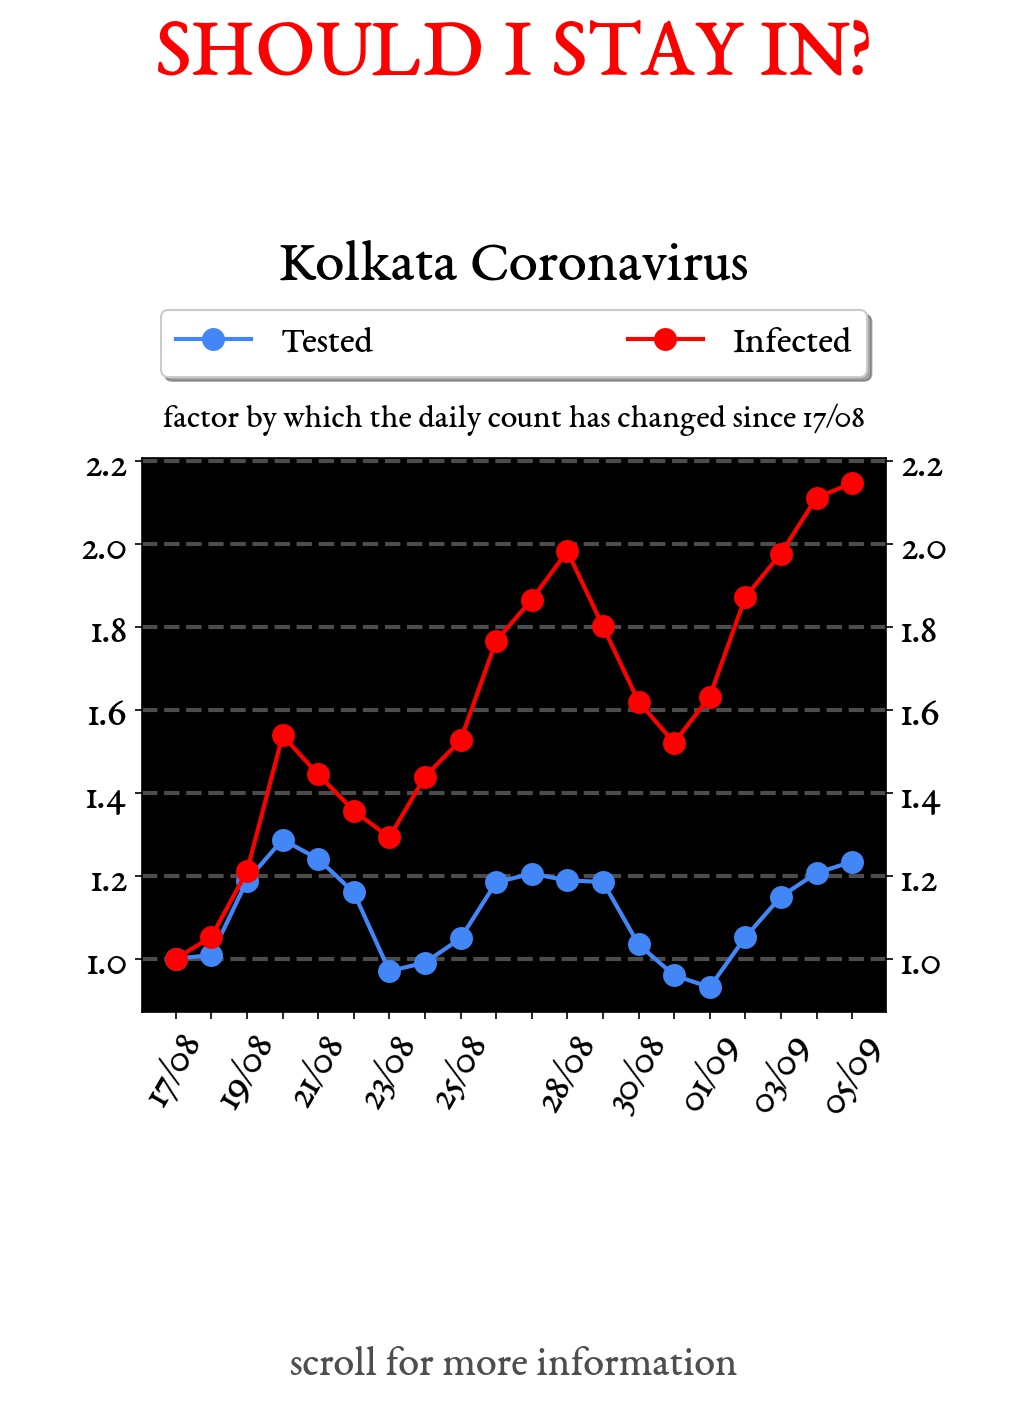 SHOULD I STAY IN?
Kolkata Coronavirus
Tested Infected
factor by which the daily count has changed since 17/08
2.2 2.2
2.0 2.0
1.8 1.8
1.6 1.6
1.4 1.4
1.2 1.2
1.0 1.0
17/08 19/08 21/08 23/08 25/08 28/08 30/08 01/09 03/09 05/09
scroll for more information